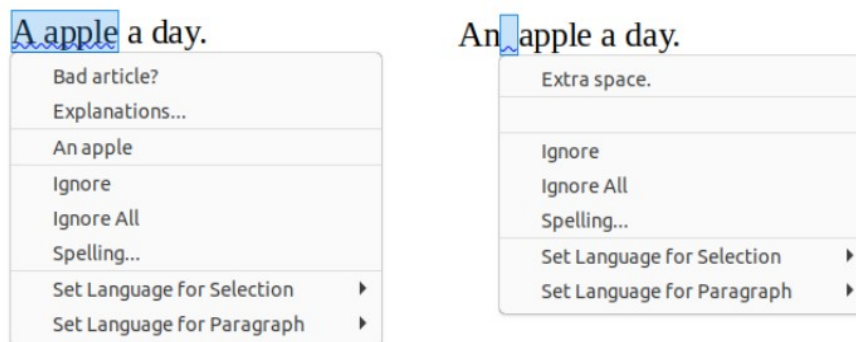 A apple a day.
Bad article?
Explanations...
An apple
Ignore
Ignore All
Spelling...
Set Language for Selection
Set Language for Paragraph
An  apple a day.
Extra space.
Ignore
Ignore All
Spelling...
Set Language for Selection
Set Language for Paragraph